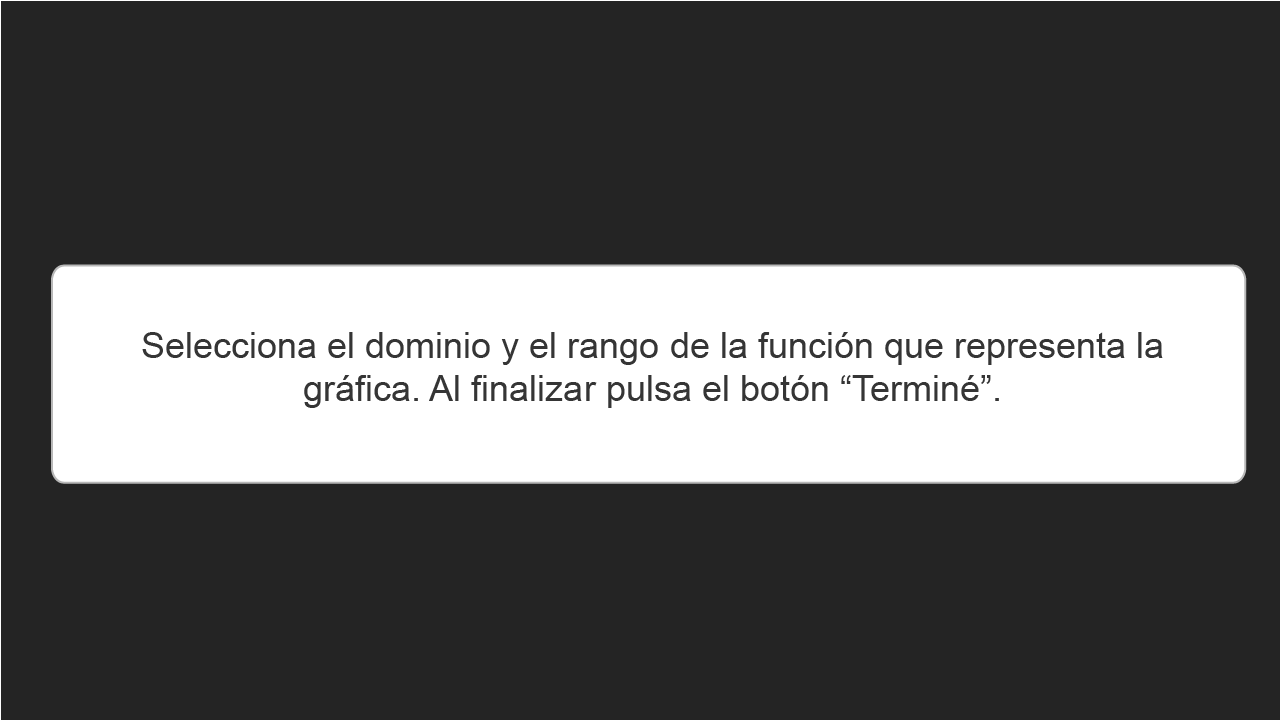 Selecciona el dominio y el rango de la función que representa la
gráfica. Al finalizar pulsa el botón “Terminé”.